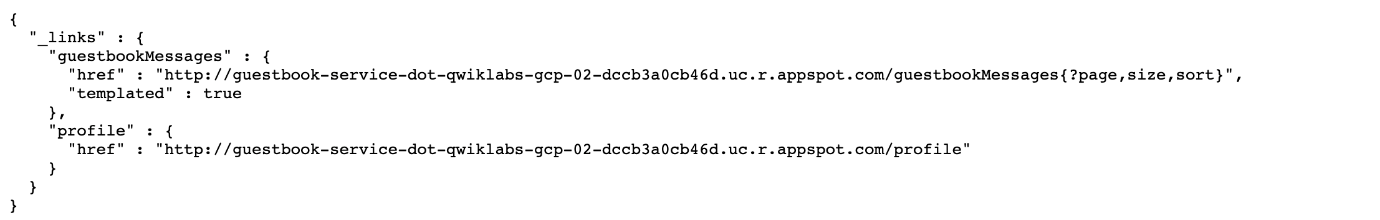 {
"_links" : {
"guestbookMessages" : {
"href" : "http://guestbook-service-dot-qwiklabs-gcp-02-dccb3a0cb46d.uc.r.appspot.com/guestbookMessages{?page,size,sort}",
"templated" : true
},
"profile" : {
"href" : "http://guestbook-service-dot-qwiklabs-gcp-02-dccb3a0cb46d.uc.r.appspot.com/profile"
}
}
}